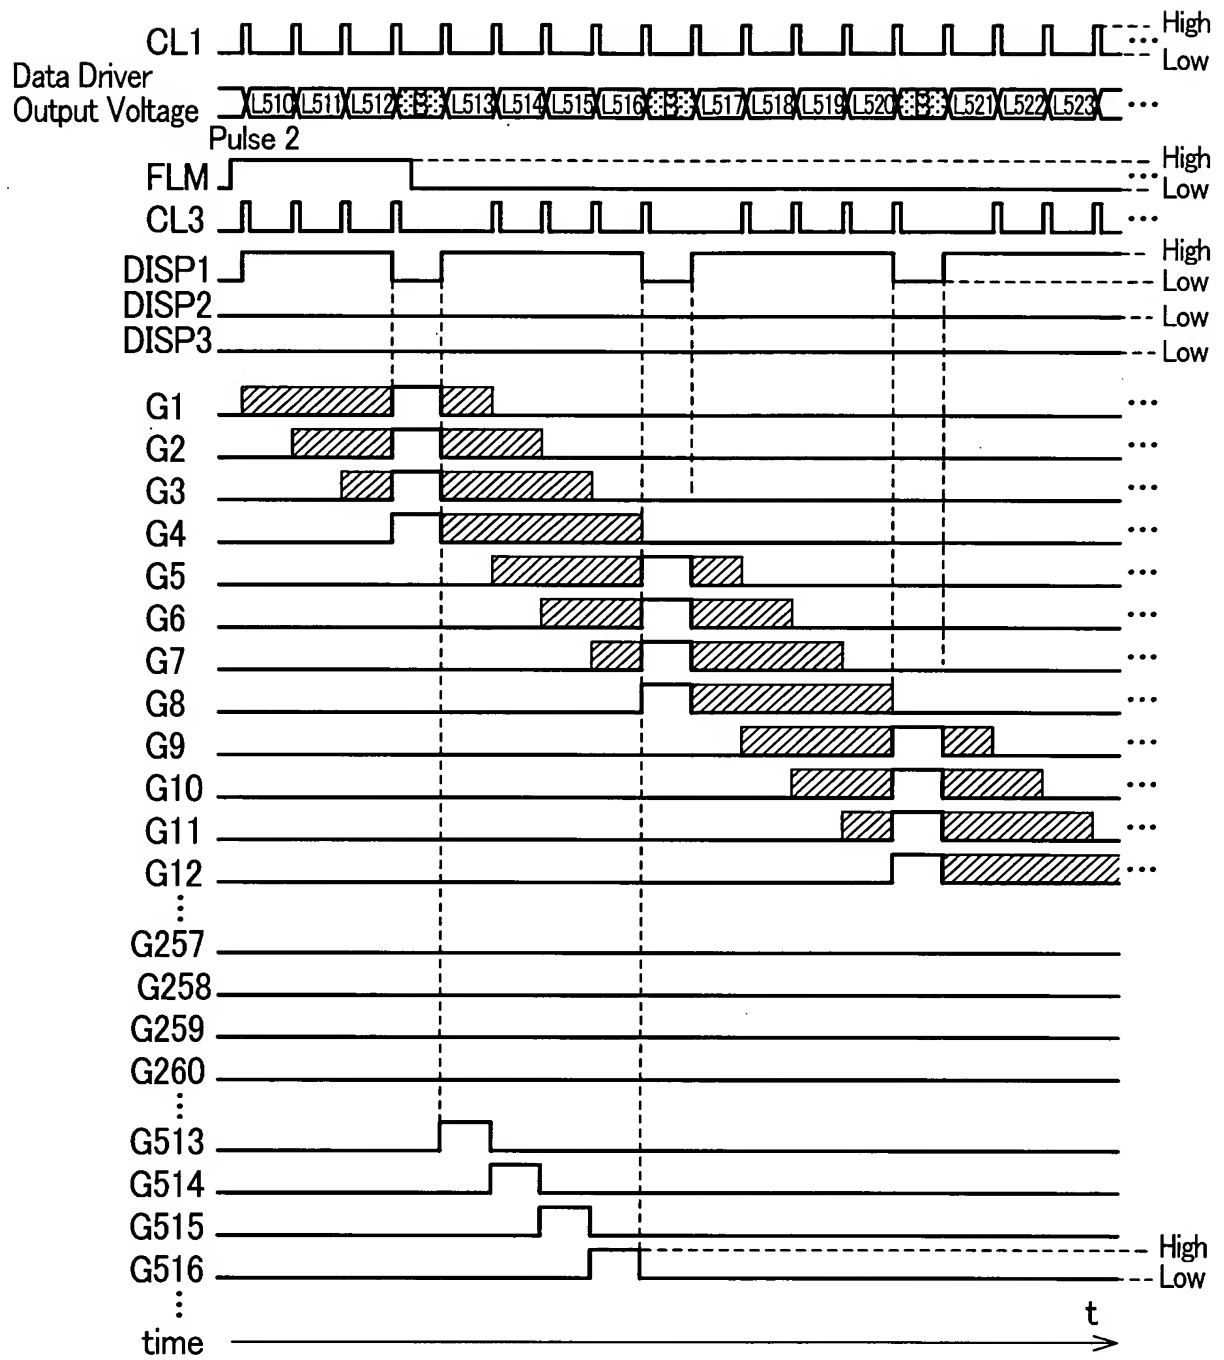 CL1
High
...
Low
Data Driver
Output Voltage
L510 L511 L512 B L513 L514 L515 L516 B L517 L518 L519 L520 B L521 L522 L523 ...
Pulse 2
FLM
High
...
Low
CL3 ...
DISP1
High
Low
DISP2
Low
DISP3
Low
G1 ...
G2 ...
G3 ...
G4 ...
G5 ...
G6 ...
G7 ...
G8 ...
G9 ...
G10 ...
G11 ...
G12 ...
G257
G258
G259
G260
G513
G514
G515
G516
High
Low
t
time